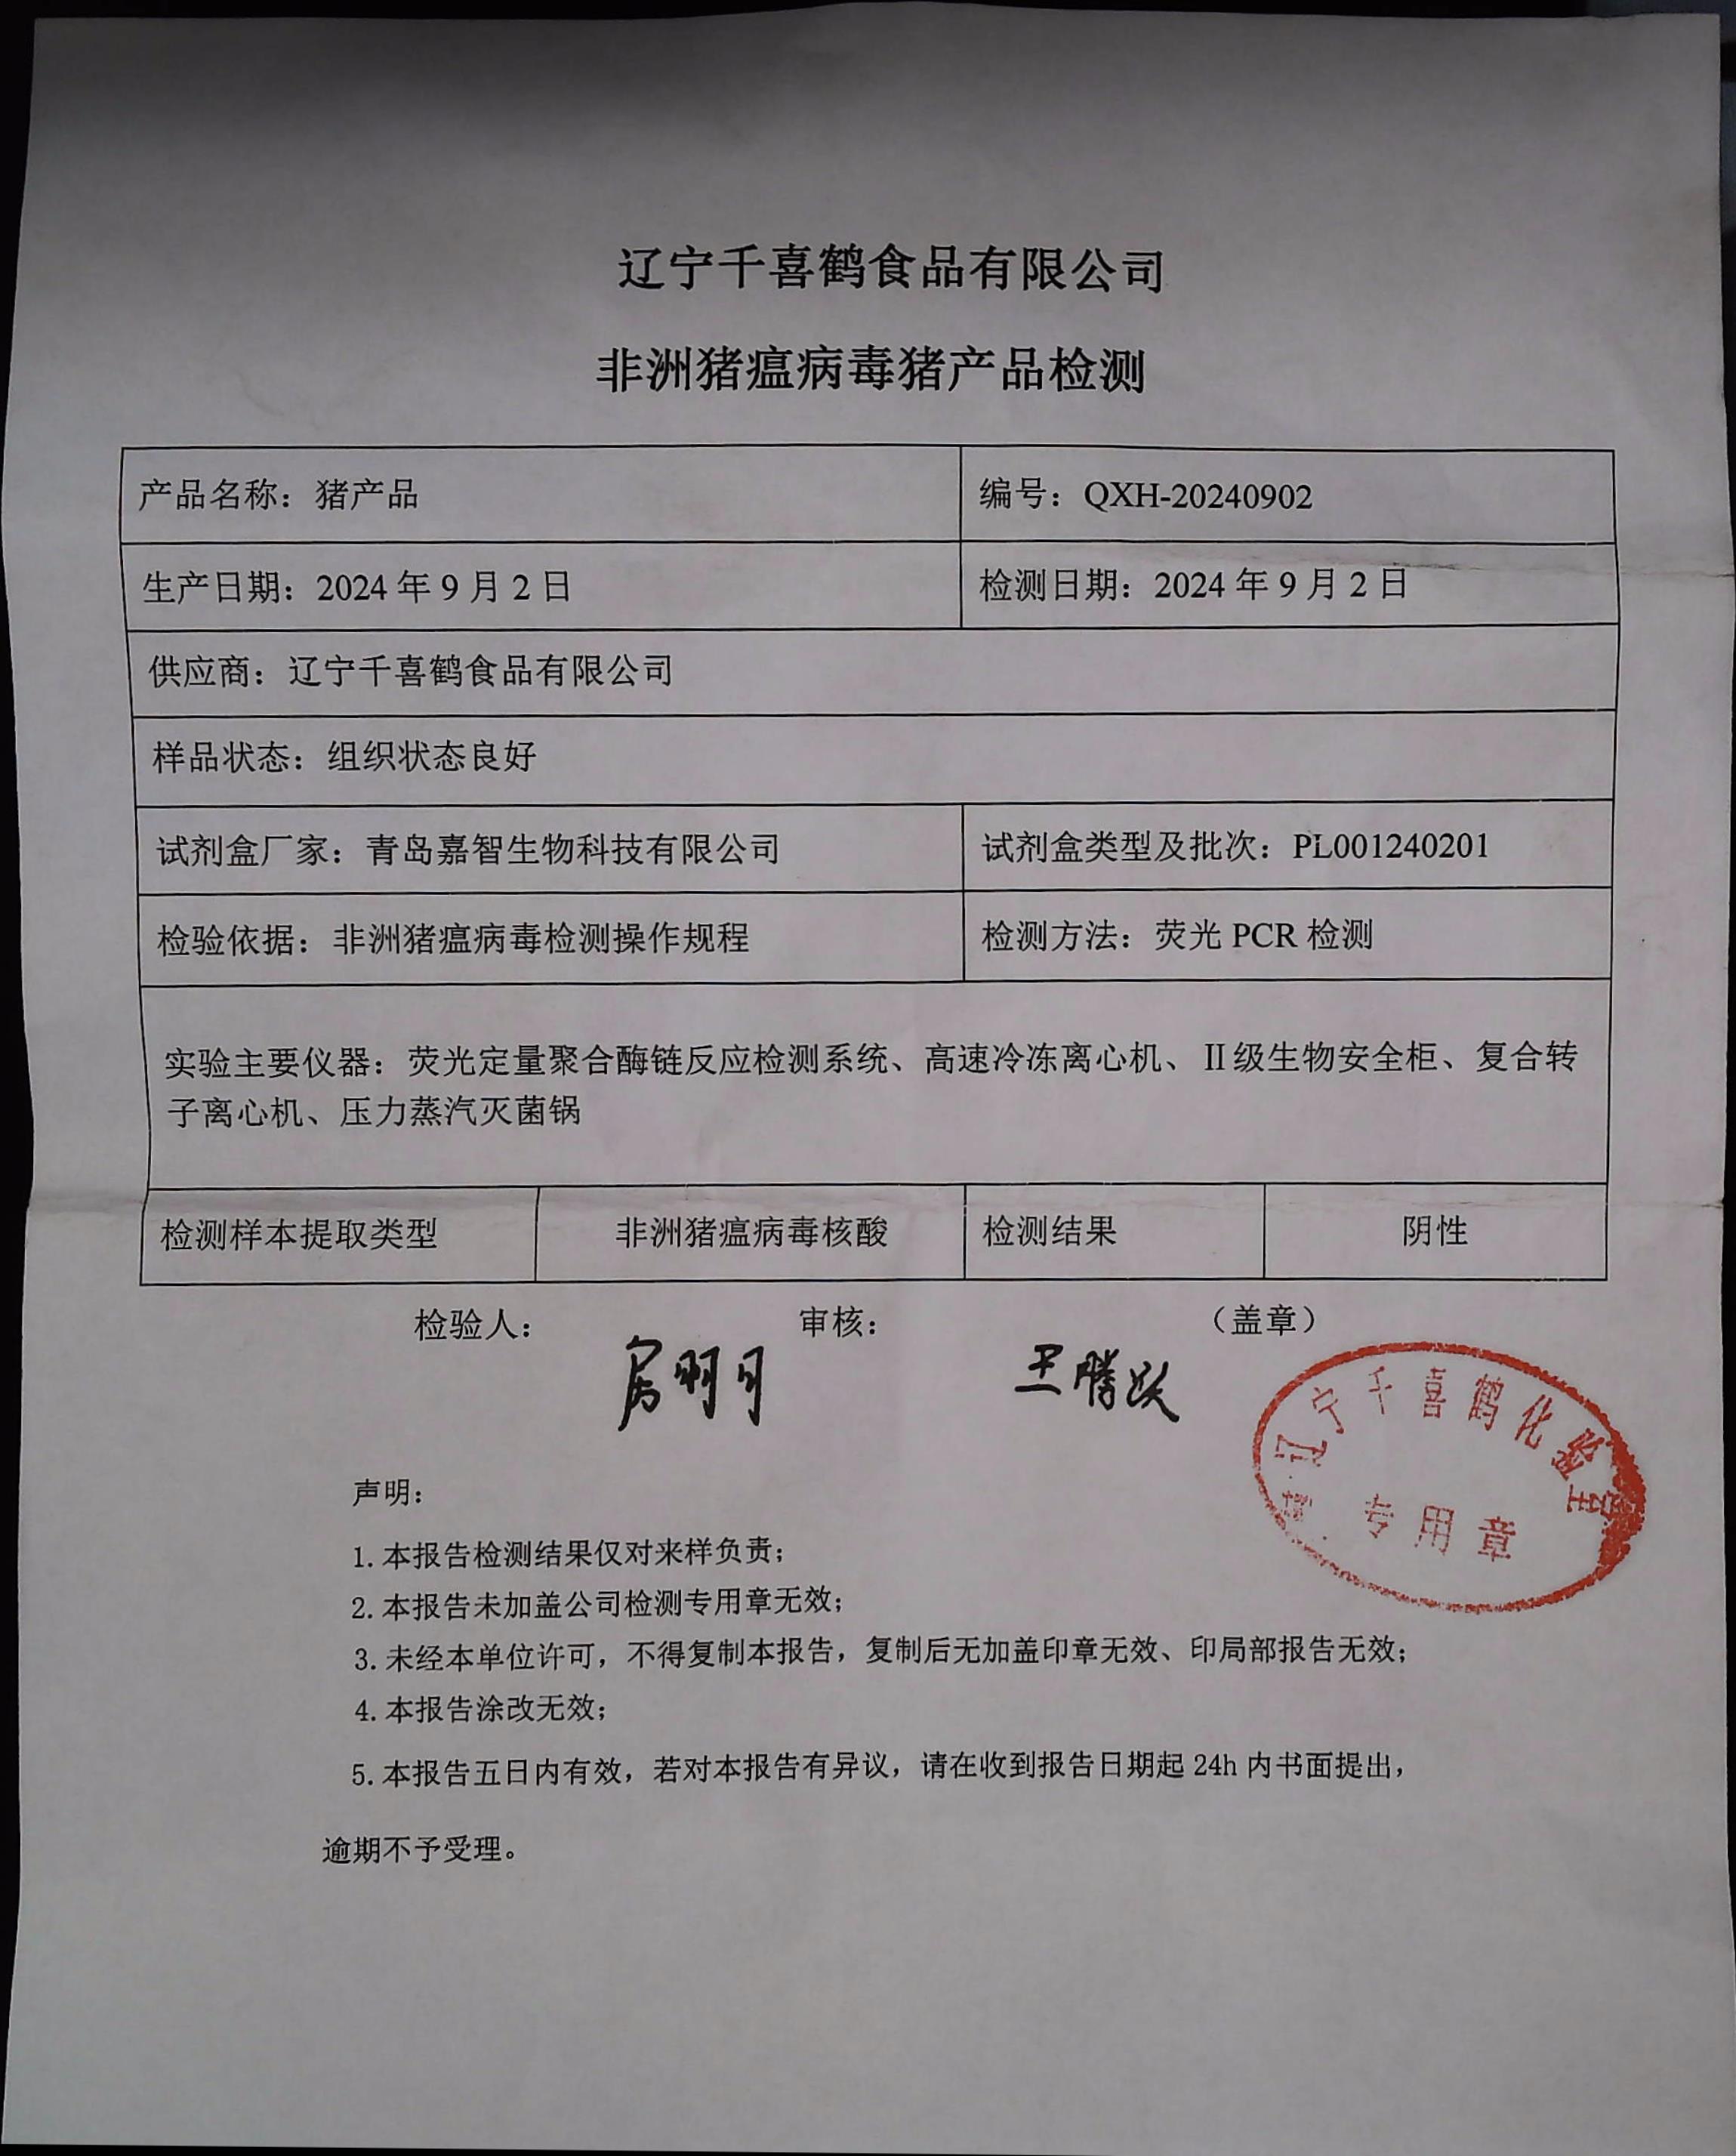 辽宁千喜鹤食品有限公司
非洲猪瘟病毒猪产品检测
产品名称：猪产品 编号：QXH-20240902
生产日期：2024 年 9 月 2 日 检测日期：2024 年 9 月 2 日
供应商：辽宁千喜鹤食品有限公司
样品状态：组织状态良好
试剂盒厂家：青岛嘉智生物科技有限公司 试剂盒类型及批次：PL001240201
检验依据：非洲猪瘟病毒检测操作规程 检测方法：荧光 PCR 检测
实验主要仪器：荧光定量聚合酶链反应检测系统、高速冷冻离心机、Ⅱ级生物安全柜、复合转
子离心机、压力蒸汽灭菌锅
检测样本提取类型 非洲猪瘟病毒核酸 检测结果 阴性
检验人： 审核： （盖章）
房明月 王腾跃
辽宁千喜鹤化验室
专用章
声明：
1.本报告检测结果仅对来样负责；
2.本报告未加盖公司检测专用章无效；
3.未经本单位许可，不得复制本报告，复制后无加盖印章无效、印局部报告无效；
4.本报告涂改无效；
5.本报告五日内有效，若对本报告有异议，请在收到报告日期起 24h 内书面提出，
逾期不予受理。